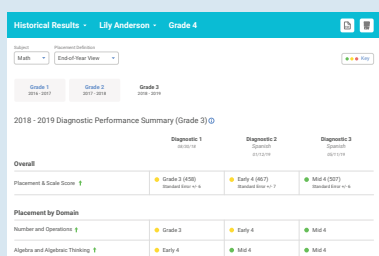 Historical Results - Lily Anderson - Grade 4
Subject
Placement Definition
Math
End-of-Year View
Key
Grade 1
2016 - 2017
Grade 2
2017 - 2018
Grade 3
2018 - 2019
2018 - 2019 Diagnostic Performance Summary (Grade 3)
Diagnostic 1
Diagnostic 2
Spanish
Diagnostic 3
Spanish
Overall
Placement & Scale Score ↑
Grade 3 (458)
Standard Error +/- 6
Early 4 (467)
Standard Error +/- 7
Mid 4 (507)
Standard Error +/- 6
Placement by Domain
Number and Operations ↑
Grade 3
Early 4
Mid 4
Algebra and Algebraic Thinking ↑
Early 4
Mid 4
Mid 4